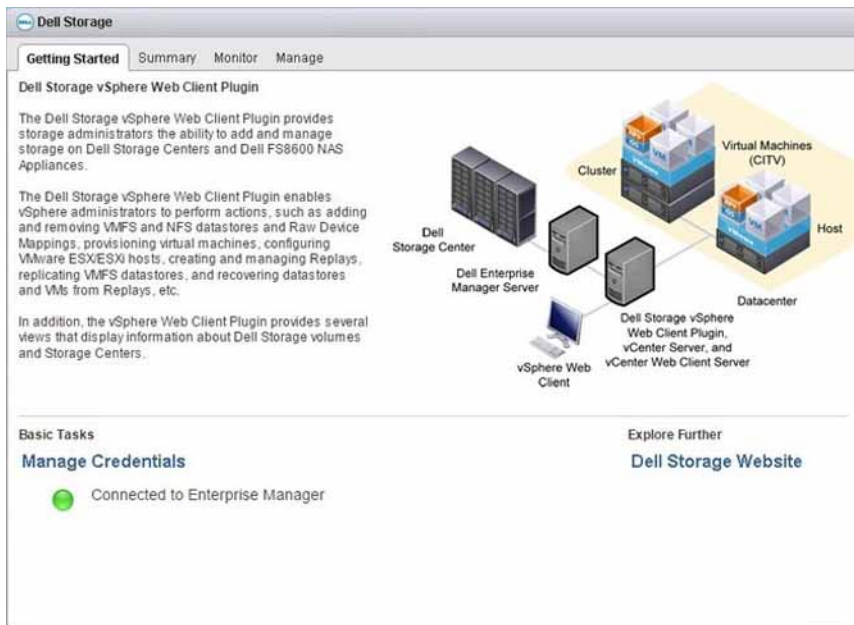 Dell Storage
Getting Started
Summary
Monitor
Manage
Dell Storage vSphere Web Client Plugin
The Dell Storage vSphere Web Client Plugin provides
storage administrators the ability to add and manage
storage on Dell Storage Centers and Dell FS8600 NAS
Appliances.
The Dell Storage vSphere Web Client Plugin enables
vSphere administrators to perform actions, such as adding
and removing VMFS and NFS datastores and Raw Device
Mappings, provisioning virtual machines, configuring
VMware ESX/ESXi hosts, creating and managing Replays,
replicating VMFS datastores, and recovering datastores
and VMs from Replays, etc.
In addition, the vSphere Web Client Plugin provides several
views that display information about Dell Storage volumes
and Storage Centers.
Cluster
Virtual Machines
(CITV)
Host
Datacenter
Dell
Storage Center
Dell Enterprise
Manager Server
Dell Storage vSphere
Web Client Plugin,
vCenter Server, and
vCenter Web Client Server
vSphere Web
Client
Basic Tasks
Manage Credentials
Connected to Enterprise Manager
Explore Further
Dell Storage Website